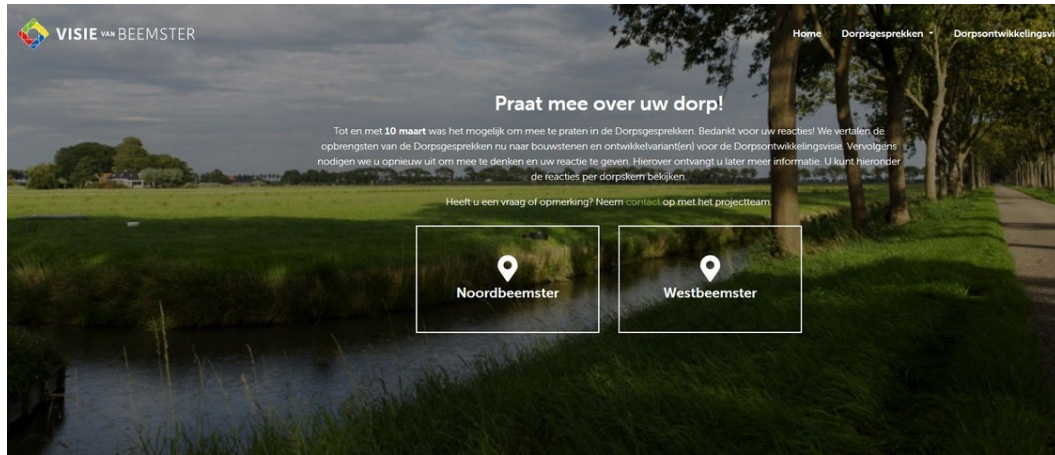 VISIE VAN BEEMSTER
Home Dorpsgesprekken Dorpsontwikkelingsvi
Praat mee over uw dorp!
Tot en met 10 maart was het mogelijk om mee te praten in de Dorpsgesprekken. Bedankt voor uw reacties! We vertalen de
opbrengsten van de Dorpsgesprekken nu naar bouwstenen en ontwikkelvariant(en) voor de Dorpsontwikkelingsvisie. Vervolgens
nodigen we u opnieuw uit om mee te denken en uw reactie te geven. Hierover ontvangt u later meer informatie. U kunt hieronder
de reacties per dorpskern bekijken.
Heeft u een vraag of opmerking? Neem contact op met het projectteam.
Noordbeemster
Westbeemster